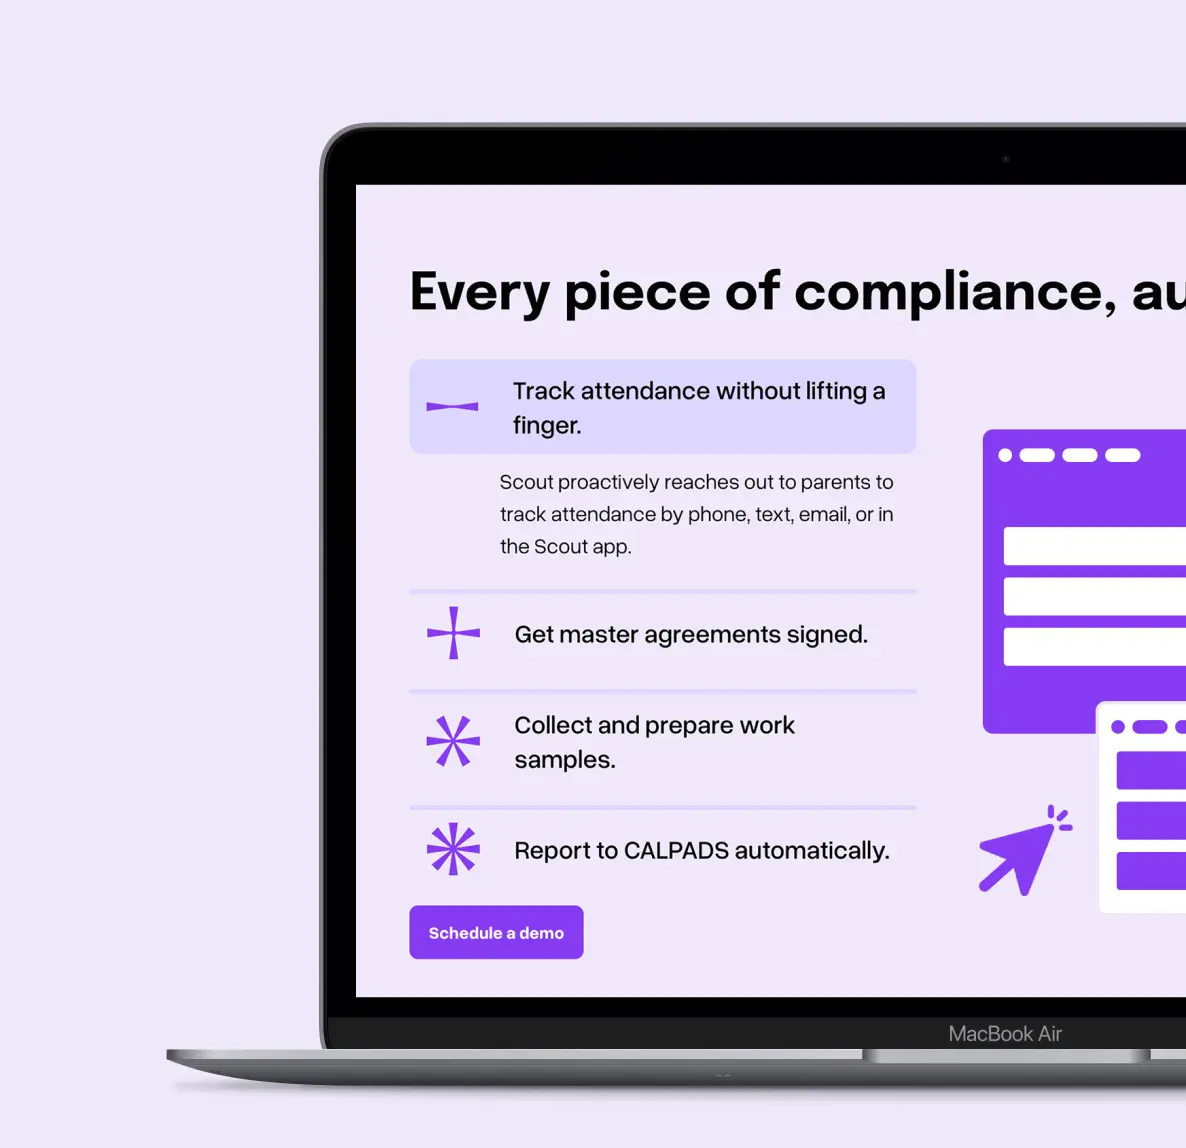 Every piece of compliance, au
Track attendance without lifting a
finger.
Scout proactively reaches out to parents to
track attendance by phone, text, email, or in
the Scout app.
Get master agreements signed.
Collect and prepare work
samples.
Report to CALPADS automatically.
Schedule a demo
MacBook Air